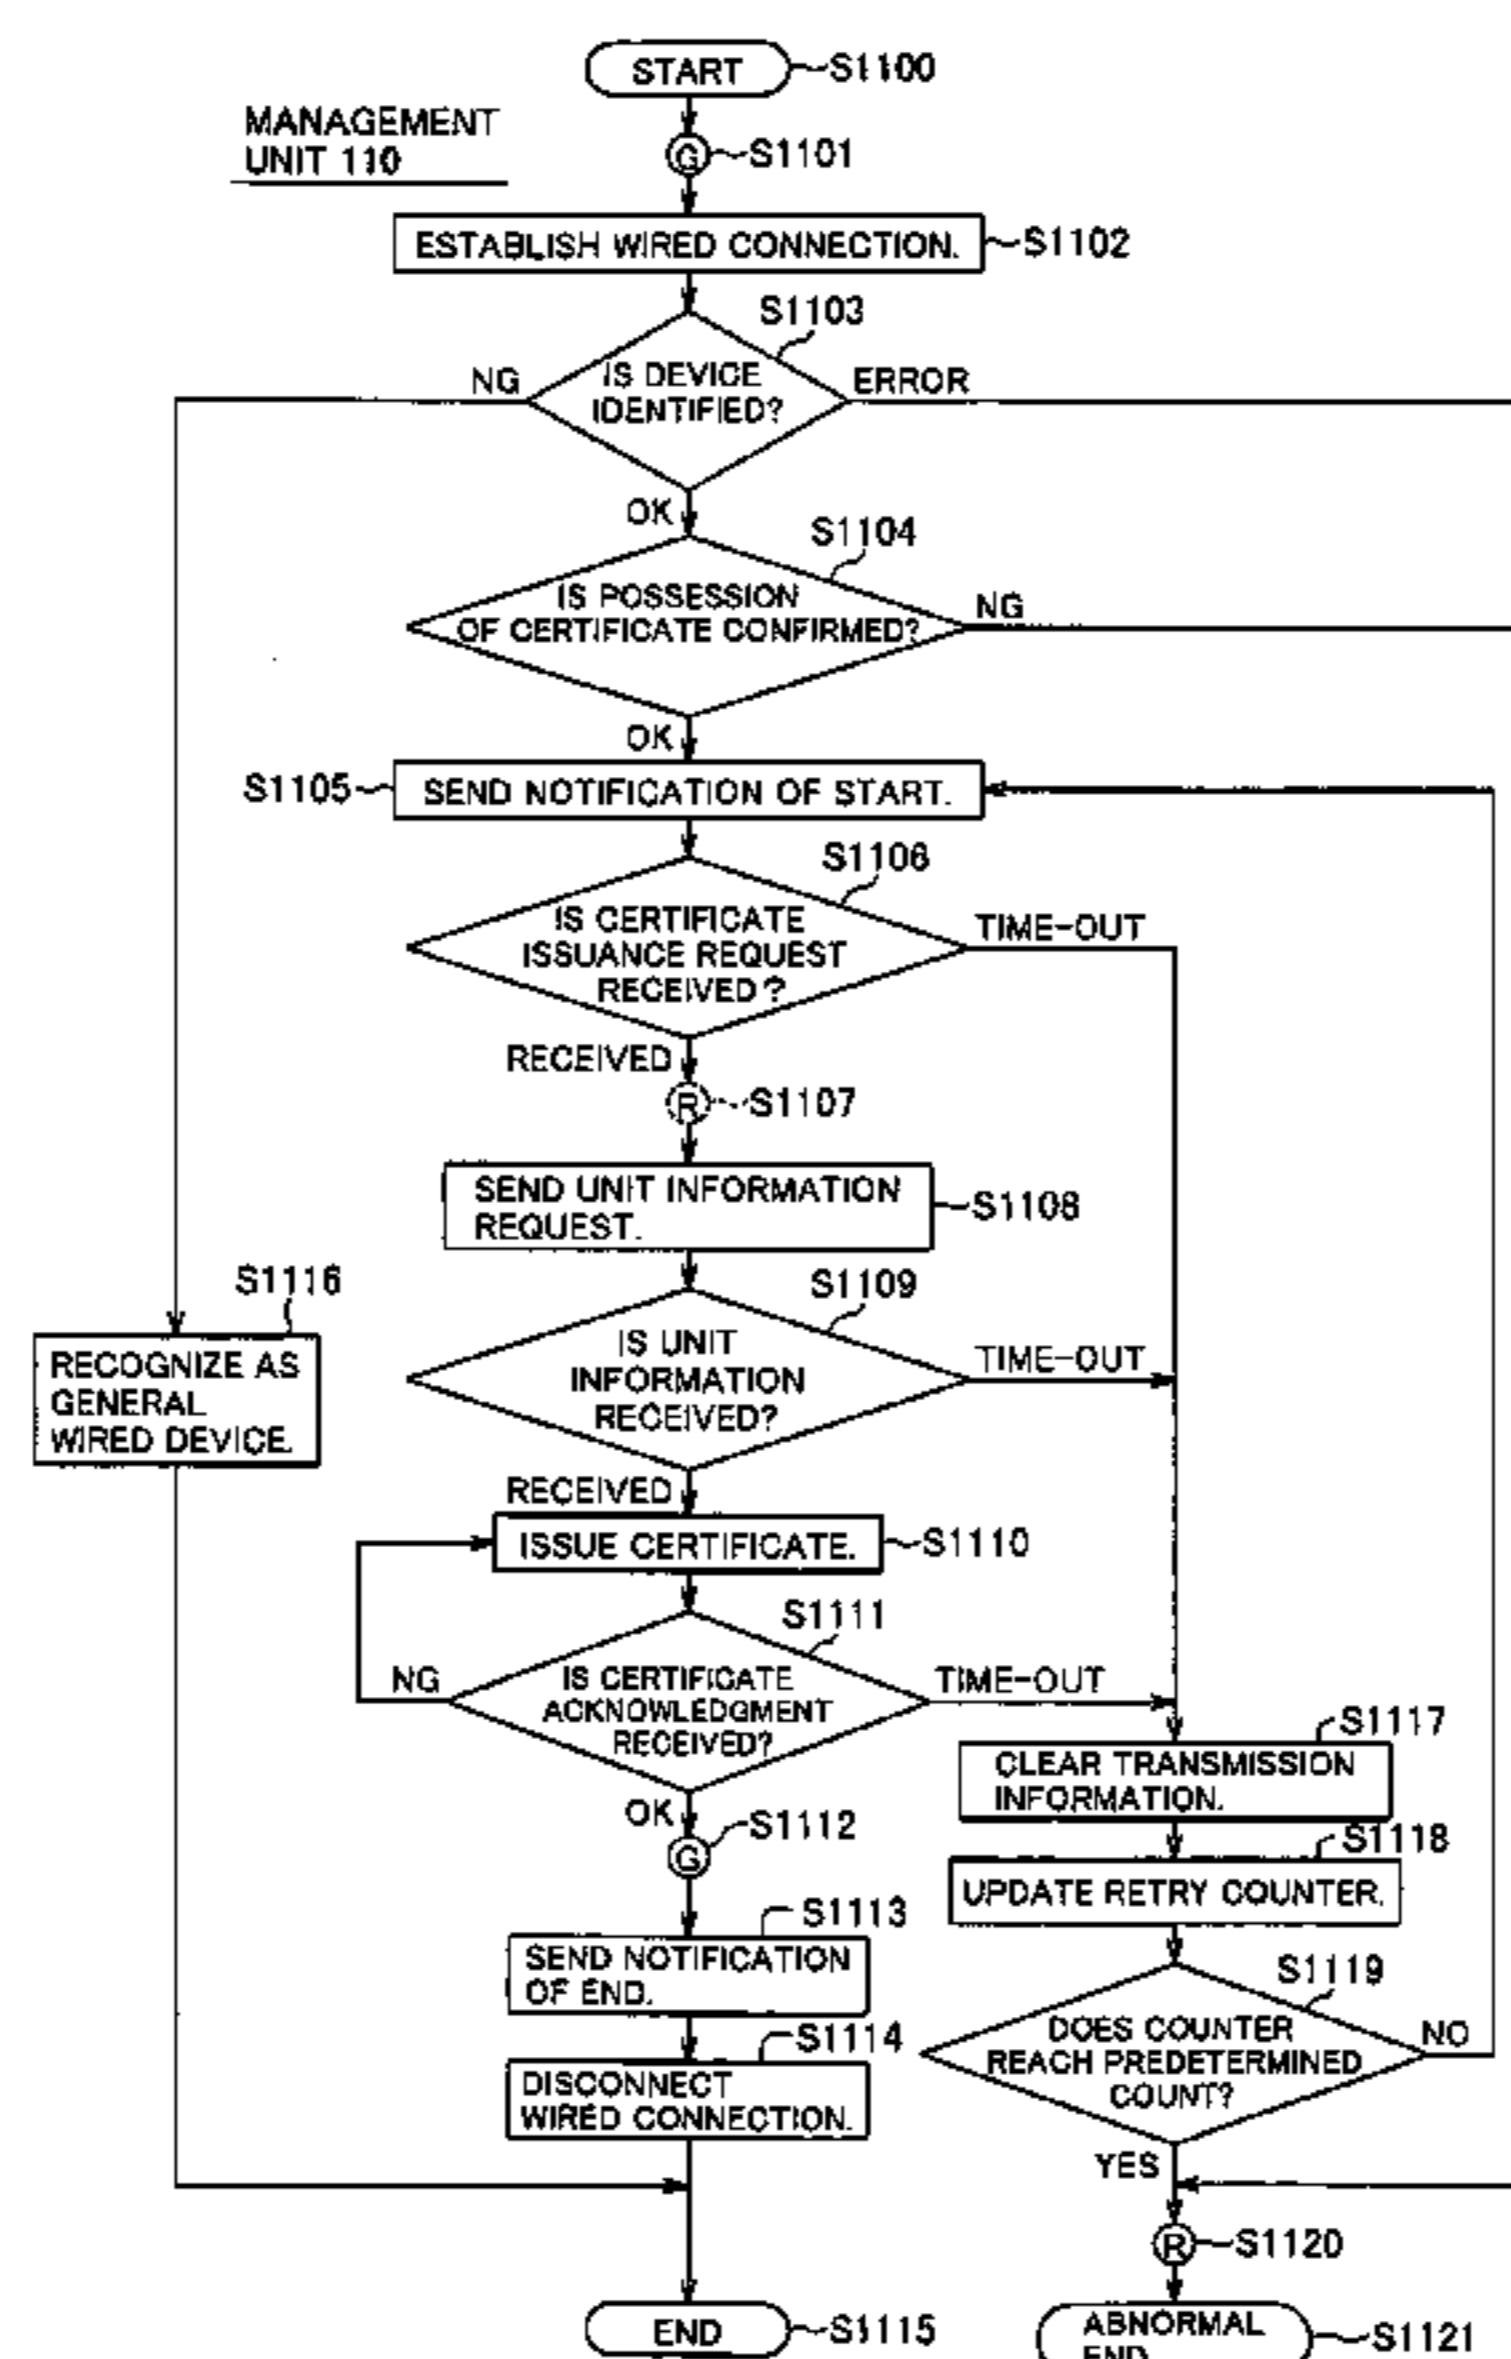 START
S1100
MANAGEMENT
UNIT 110
G
S1101
ESTABLISH WIRED CONNECTION.
S1102
S1103
NG
IS DEVICE
IDENTIFIED?
ERROR
OK
S1104
IS POSSESSION
OF CERTIFICATE CONFIRMED?
NG
OK
S1105
SEND NOTIFICATION OF START.
S1106
IS CERTIFICATE
ISSUANCE REQUEST
RECEIVED?
TIME-OUT
RECEIVED
R
S1107
SEND UNIT INFORMATION
REQUEST.
S1108
S1116
RECOGNIZE AS
GENERAL
WIRED DEVICE.
S1109
IS UNIT
INFORMATION
RECEIVED?
TIME-OUT
RECEIVED
ISSUE CERTIFICATE.
S1110
S1111
NG
IS CERTIFICATE
ACKNOWLEDGMENT
RECEIVED?
TIME-OUT
OK
S1112
G
S1117
CLEAR TRANSMISSION
INFORMATION.
S1118
UPDATE RETRY COUNTER.
S1113
SEND NOTIFICATION
OF END.
S1114
DISCONNECT
WIRED CONNECTION.
S1119
DOES COUNTER
REACH PREDETERMINED
COUNT?
NO
YES
R
S1120
END
S1115
ABNORMAL
END
S1121